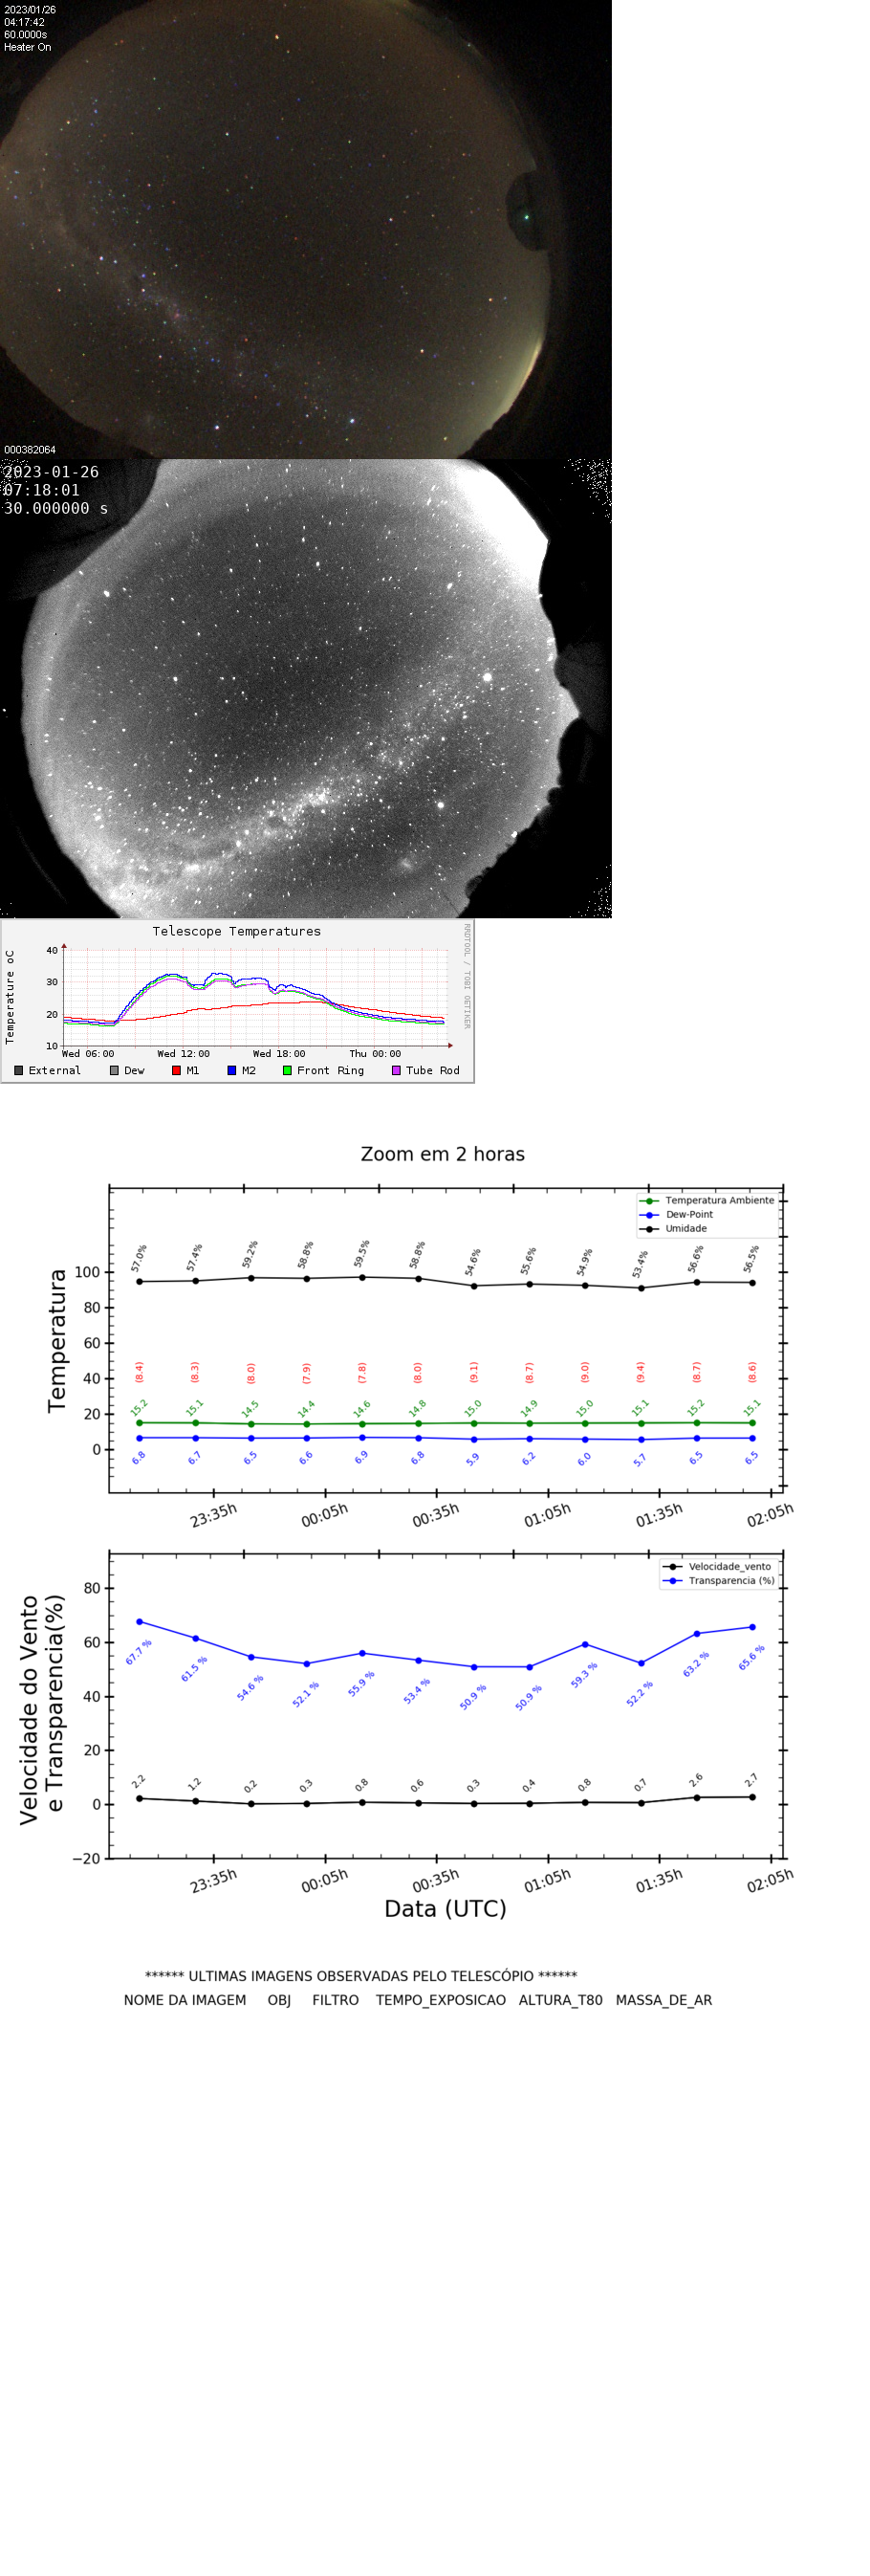 2023/01/26
04:17:42
60.0000s
Heater On
000382064
2023-01-26
07:18:01
30.000000 s
Telescope Temperatures
RRDTOOL / TOBI OETIKER
Temperature oC
40
30
20
10
Wed 06:00 Wed 12:00 Wed 18:00 Thu 00:00
External Dew M1 M2 Front Ring Tube Rod
Zoom em 2 horas
Temperatura Ambiente
Dew-Point
Umidade
Temperatura
57.0% 57.4% 59.2% 58.8% 59.5% 58.8% 54.6% 55.6% 54.9% 53.4% 56.6% 56.5%
100
80
60
40
20
0
(8.4) (8.3) (8.0) (7.9) (7.8) (8.0) (9.1) (8.7) (9.0) (9.4) (8.7) (8.6)
15.2 15.1 14.5 14.4 14.6 14.8 15.0 14.9 15.0 15.1 15.2 15.1
6.8 6.7 6.5 6.6 6.9 6.8 5.9 6.2 6.0 5.7 6.5 6.5
23:35h 00:05h 00:35h 01:05h 01:35h 02:05h
Velocidade_vento
Transparencia (%)
Velocidade do Vento
e Transparencia(%)
80
60
40
20
0
−20
67.7 % 61.5 % 54.6 % 52.1 % 55.9 % 53.4 % 50.9 % 50.9 % 59.3 % 52.2 % 63.2 % 65.6 %
2.2 1.2 0.2 0.3 0.8 0.6 0.3 0.4 0.8 0.7 2.6 2.7
23:35h 00:05h 00:35h 01:05h 01:35h 02:05h
Data (UTC)
****** ULTIMAS IMAGENS OBSERVADAS PELO TELESCÓPIO ******
NOME DA IMAGEM OBJ FILTRO TEMPO_EXPOSICAO ALTURA_T80 MASSA_DE_AR